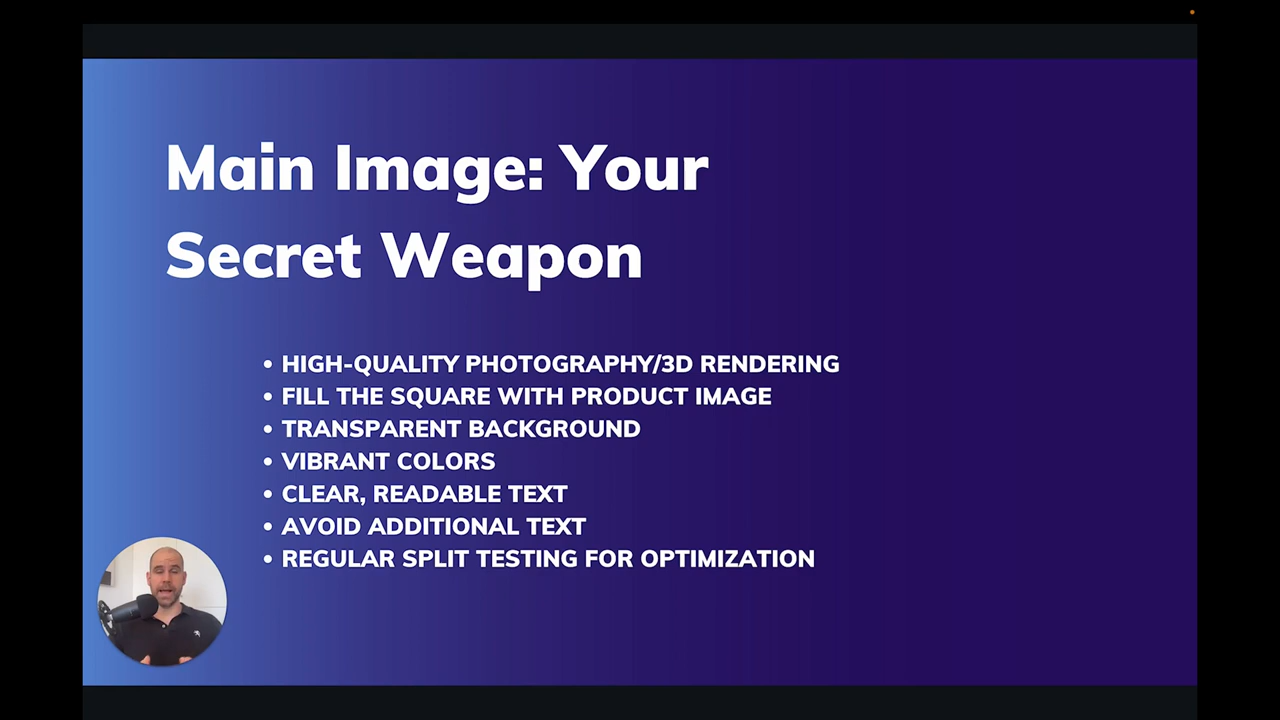 Main Image: Your
Secret Weapon
• HIGH-QUALITY PHOTOGRAPHY/3D RENDERING
• FILL THE SQUARE WITH PRODUCT IMAGE
• TRANSPARENT BACKGROUND
• VIBRANT COLORS
• CLEAR, READABLE TEXT
• AVOID ADDITIONAL TEXT
• REGULAR SPLIT TESTING FOR OPTIMIZATION